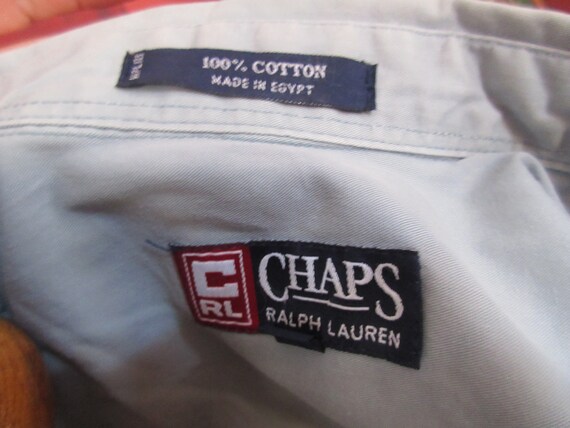 100% COTTON
MADE IN EGYPT
C
RL
CHAPS
RALPH LAUREN